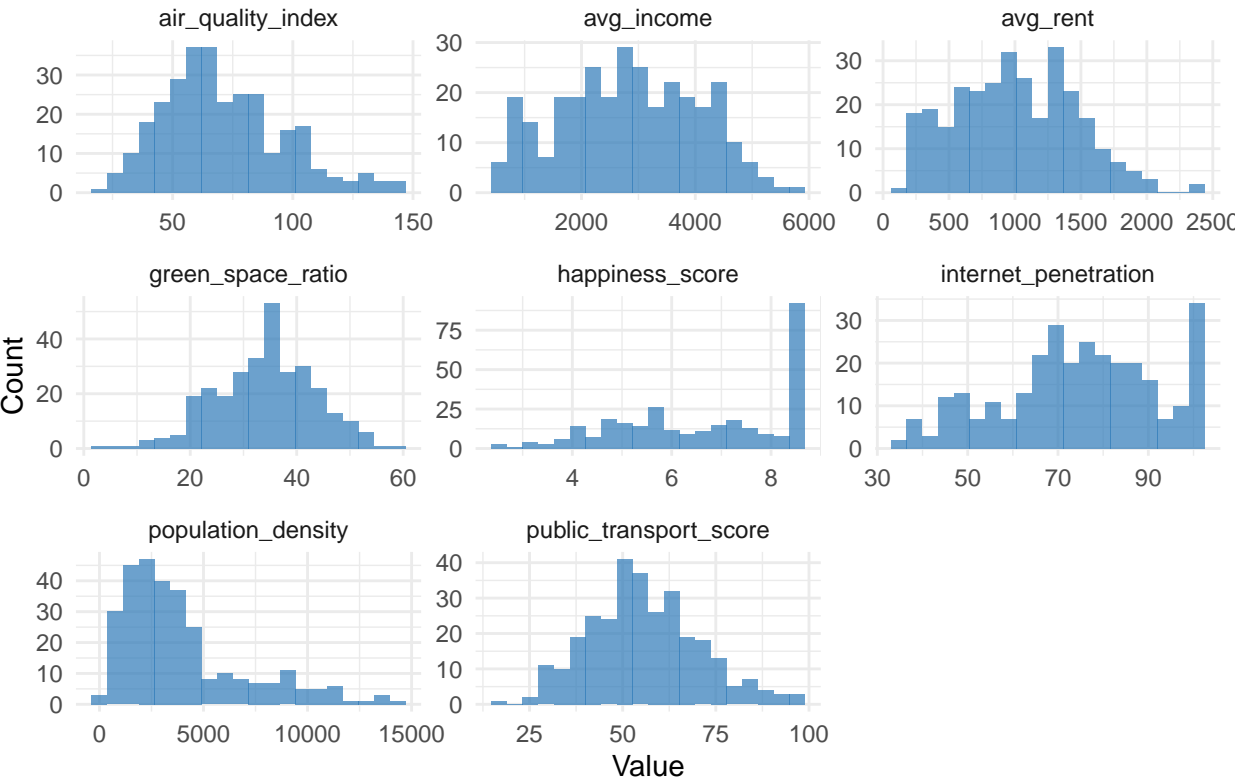 air_quality_index avg_income avg_rent
30 20 10 0
30 20 10 0
30 20 10 0
50 100 150
2000 4000 6000
0 500 1000 1500 2000 2500
green_space_ratio happiness_score internet_penetration
Count
40 20 0
75 50 25 0
30 20 10 0
0 20 40 60
4 6 8
30 50 70 90
population_density public_transport_score
40 30 20 10 0
40 30 20 10 0
0 5000 10000 15000
25 50 75 100
Value